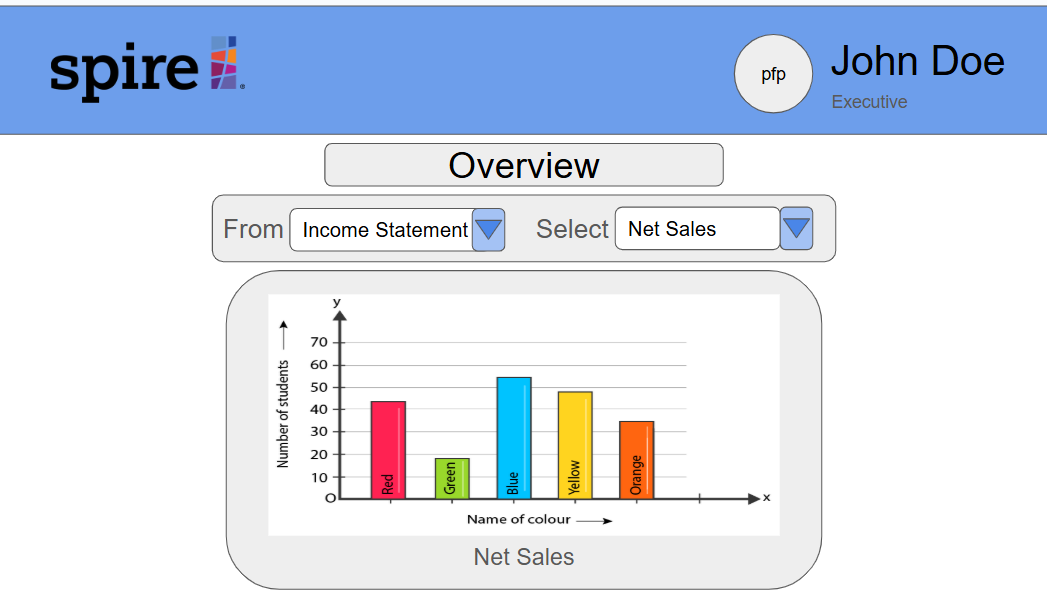 spire
pfp
John Doe
Executive
Overview
From Income Statement Select Net Sales
y
Number of students
70
60
50
40
30
20
10
O
Red
Green
Blue
Yellow
Orange
x
Name of colour
Net Sales